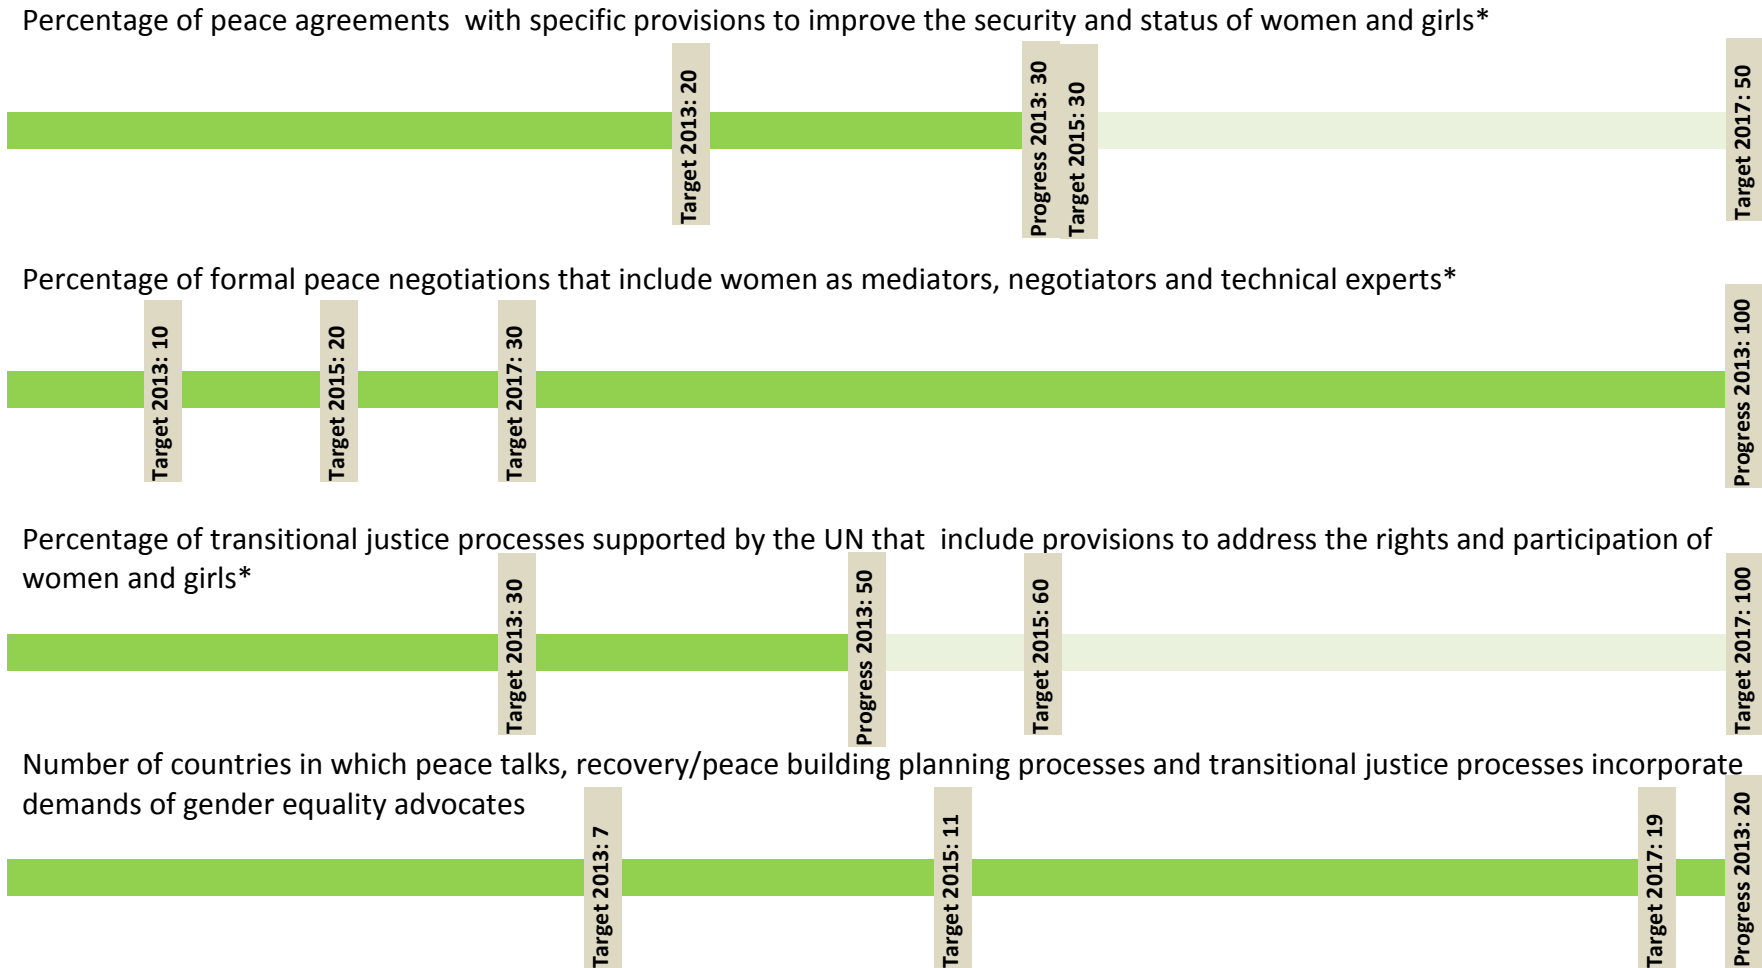 Percentage of peace agreements  with specific provisions to improve the security and status of women and girls*
Target 2013: 20
Progress 2013: 30
Target 2015: 30
Target 2017: 50
Percentage of formal peace negotiations that include women as mediators, negotiators and technical experts*
Target 2013: 10
Target 2015: 20
Target 2017: 30
Progress 2013: 100
Percentage of transitional justice processes supported by the UN that  include provisions to address the rights and participation of
women and girls*
Target 2013: 30
Progress 2013: 50
Target 2015: 60
Target 2017: 100
Number of countries in which peace talks, recovery/peace building planning processes and transitional justice processes incorporate
demands of gender equality advocates
Target 2013: 7
Target 2015: 11
Target 2017: 19
Progress 2013: 20